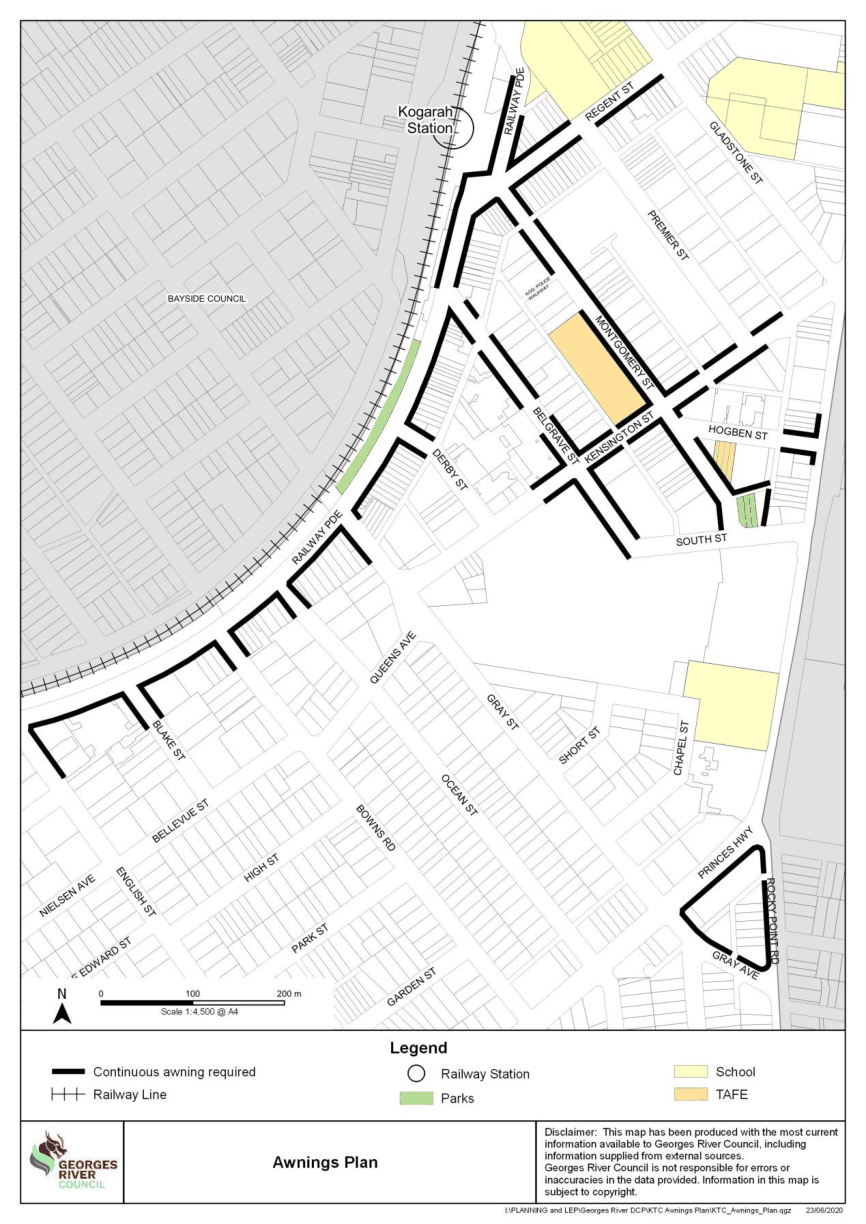 Kogarah
Station
RAILWAY PDE
REGENT ST
GLADSTONE ST
PREMIER ST
BAYSIDE COUNCIL
KOG. POLICE
WALKWAY
MONTGOMERY ST
BELGRAVE ST
KENSINGTON ST
HOGBEN ST
DERBY ST
RAILWAY PDE
SOUTH ST
QUEENS AVE
GRAY ST
SHORT ST
CHAPEL ST
BLAKE ST
OCEAN ST
BELLEVUE ST
BOWNS RD
PRINCES HWY
HIGH ST
NIELSEN AVE
ENGLISH ST
ROCKY POINT RD
PARK ST
GRAY AVE
E EDWARD ST
GARDEN ST
N
0 100 200 m
Scale 1:4,500 @ A4
Legend
Continuous awning required
Railway Line
Railway Station
Parks
School
TAFE
GEORGES
RIVER
COUNCIL
Awnings Plan
Disclaimer: This map has been produced with the most current
information available to Georges River Council, including
information supplied from external sources.
Georges River Council is not responsible for errors or
inaccuracies in the data provided. Information in this map is
subject to copyright.
I:\PLANNING and LEP\Georges River DCP\KTC Awnings Plan\KTC_Awnings_Plan.qgz 23/06/2020